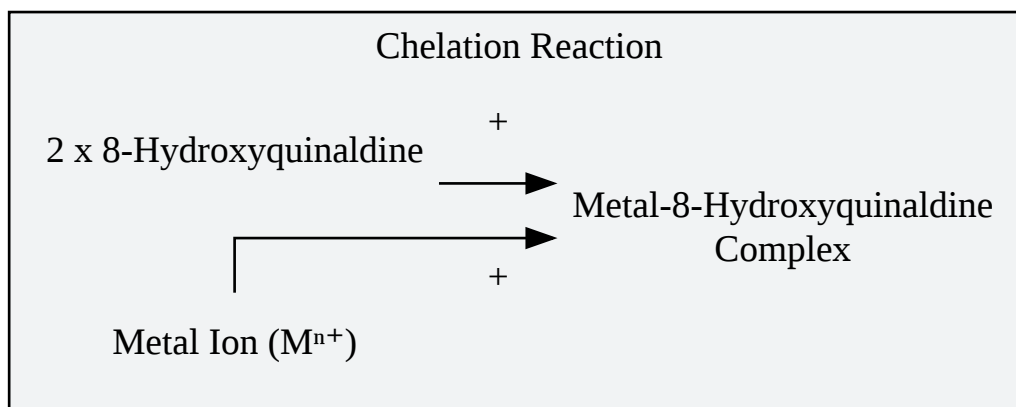 Chelation Reaction
+
2 x 8-Hydroxyquinaldine
Metal-8-Hydroxyquinaldine
Complex
+
Metal Ion (Mⁿ⁺)